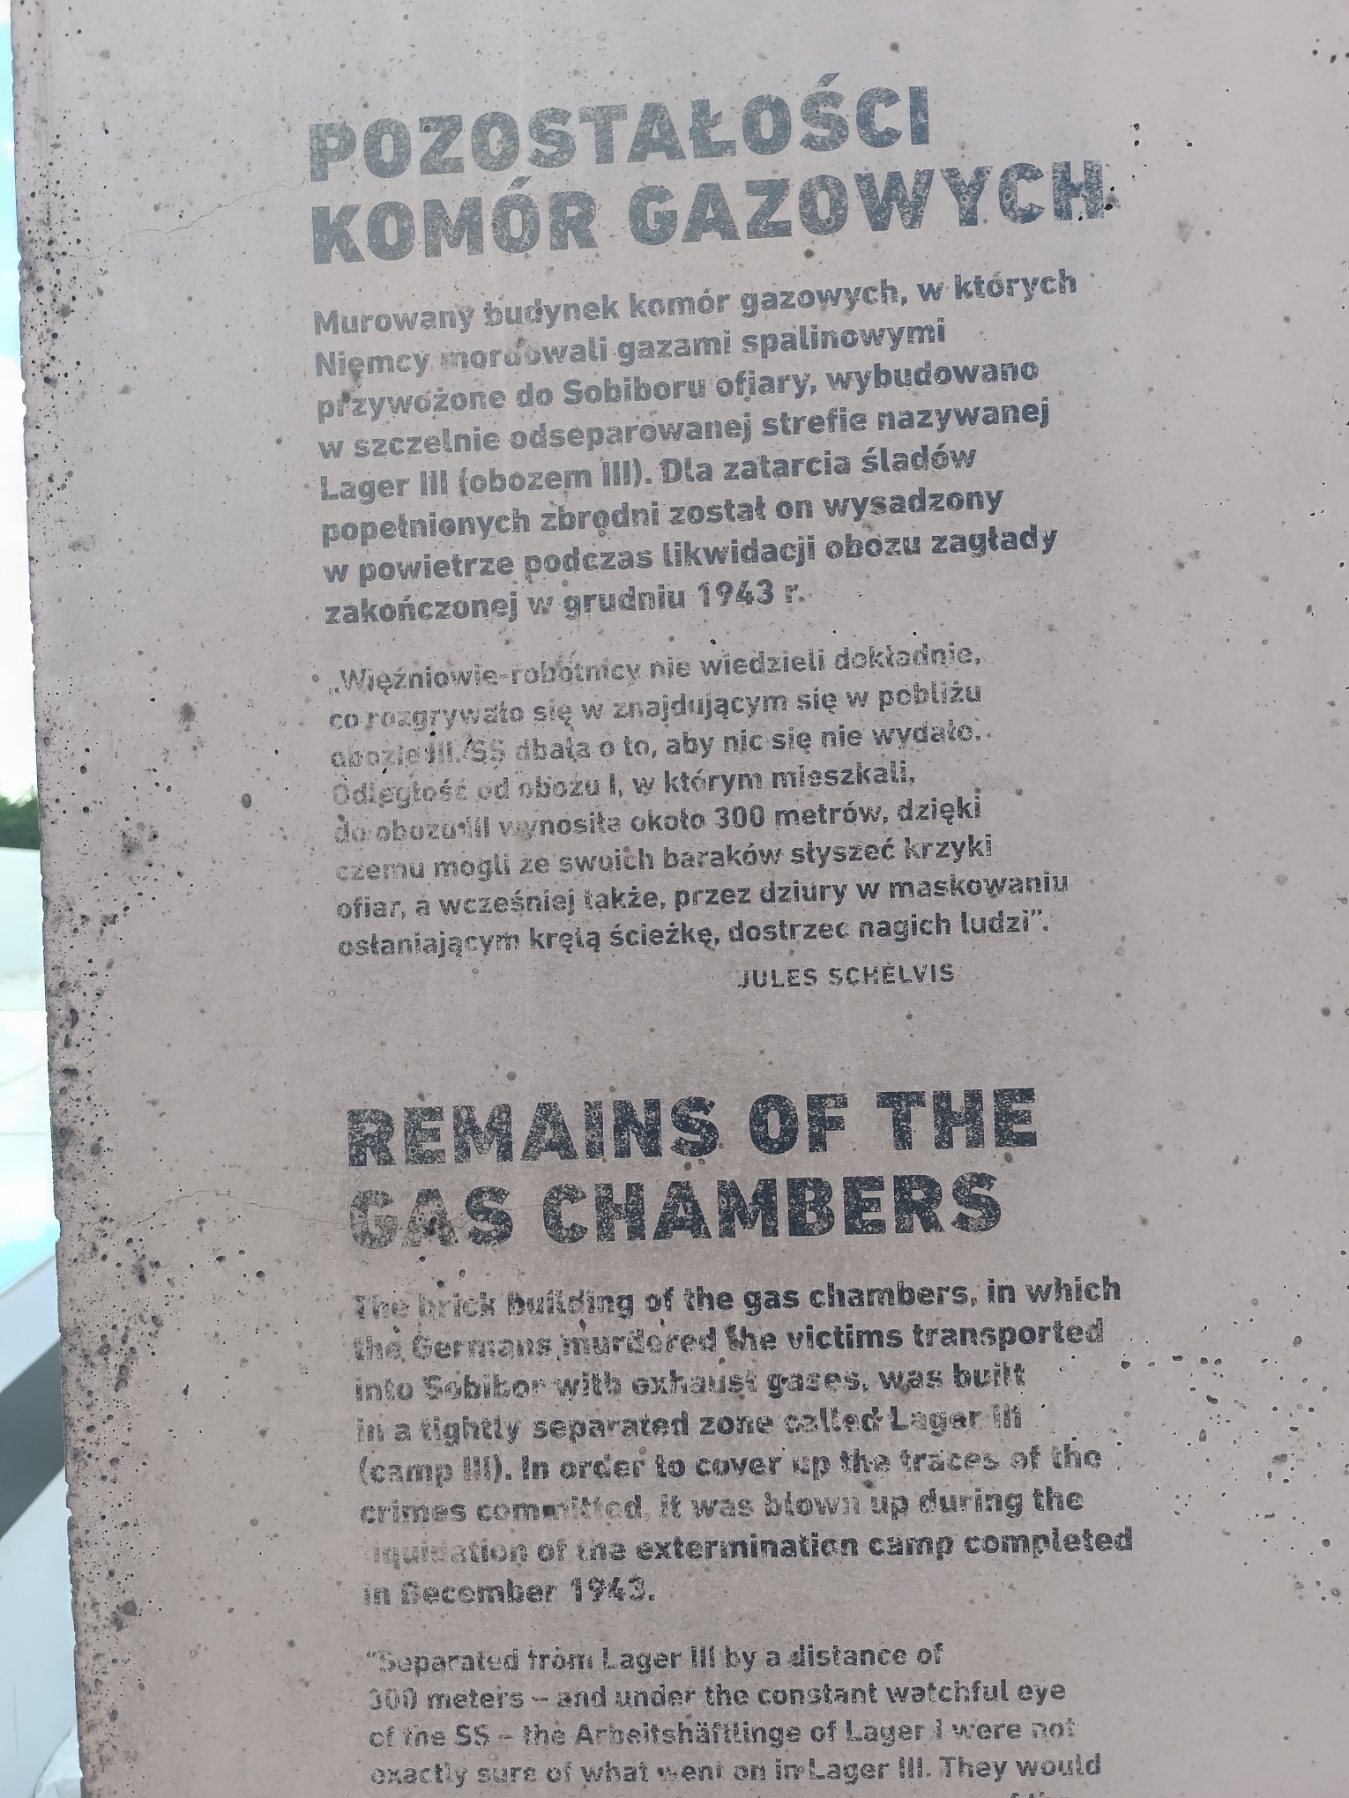 POZOSTAŁOŚCI
KOMÓR GAZOWYCH
Murowany budynek komór gazowych, w których
Niemcy mordowali gazami spalinowymi
przywożone do Sobiboru ofiary, wybudowano
w szczelnie odseparowanej strefie nazywanej
Lager III (obozem III). Dla zatarcia śladów
popełnionych zbrodni został on wysadzony
w powietrze podczas likwidacji obozu zagłady
zakończonej w grudniu 1943 r.
„Więźniowie-robotnicy nie wiedzieli dokładnie,
co rozgrywało się w znajdującym się w pobliżu
obozie III. SS dbała o to, aby nic się nie wydało.
Odległość od obozu I, w którym mieszkali,
do obozu III wynosiła około 300 metrów, dzięki
czemu mogli ze swoich baraków słyszeć krzyki
ofiar, a wcześniej także, przez dziury w maskowaniu
osłaniającym krętą ścieżkę, dostrzec nagich ludzi”.
JULES SCHELVIS
REMAINS OF THE
GAS CHAMBERS
The brick building of the gas chambers, in which
the Germans murdered the victims transported
into Sobibor with exhaust gases, was built
in a tightly separated zone called Lager III
(camp III). In order to cover up the traces of the
crimes committed, it was blown up during the
liquidation of the extermination camp completed
in December 1943.
“Separated from Lager III by a distance of
300 meters – and under the constant watchful eye
of the SS – the Arbeitshäftlinge of Lager I were not
exactly sure of what went on in Lager III. They would